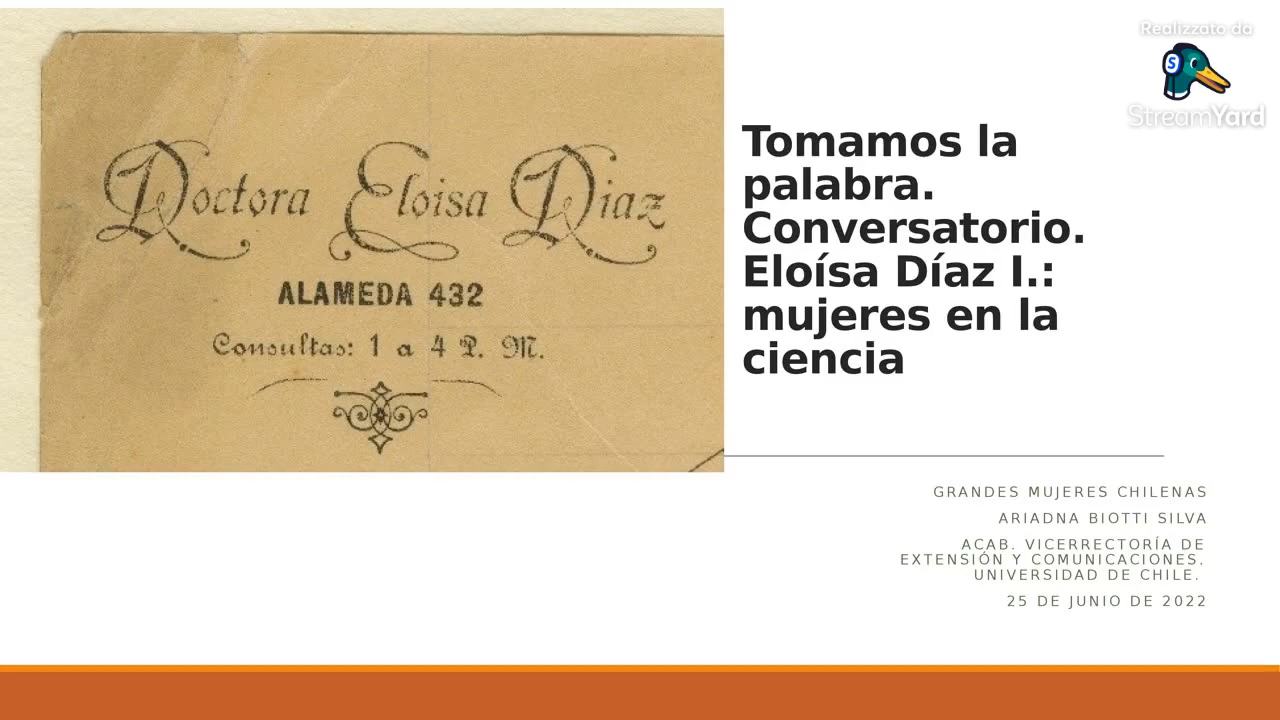 Doctora Eloisa Diaz
ALAMEDA 432
Consultas: 1 a 4 P. M.
Realizzato da
S
StreamYard
Tomamos la
palabra.
Conversatorio.
Eloísa Díaz I.:
mujeres en la
ciencia
GRANDES MUJERES CHILENAS
ARIADNA BIOTTI SILVA
ACAB. VICERRECTORÍA DE
EXTENSIÓN Y COMUNICACIONES.
UNIVERSIDAD DE CHILE.
25 DE JUNIO DE 2022